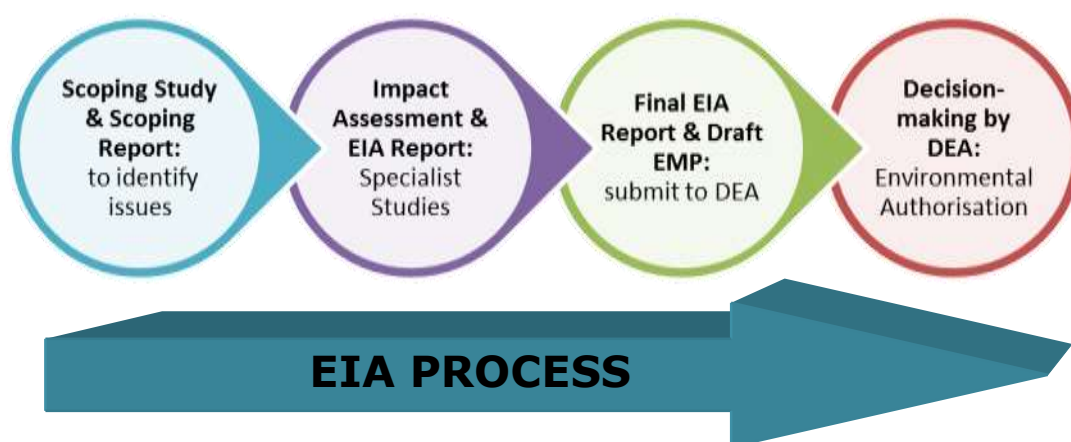 Scoping Study
& Scoping
Report:
to identify
issues
Impact
Assessment &
EIA Report:
Specialist
Studies
Final EIA
Report & Draft
EMP:
submit to DEA
Decision-
making by
DEA:
Environmental
Authorisation
EIA PROCESS